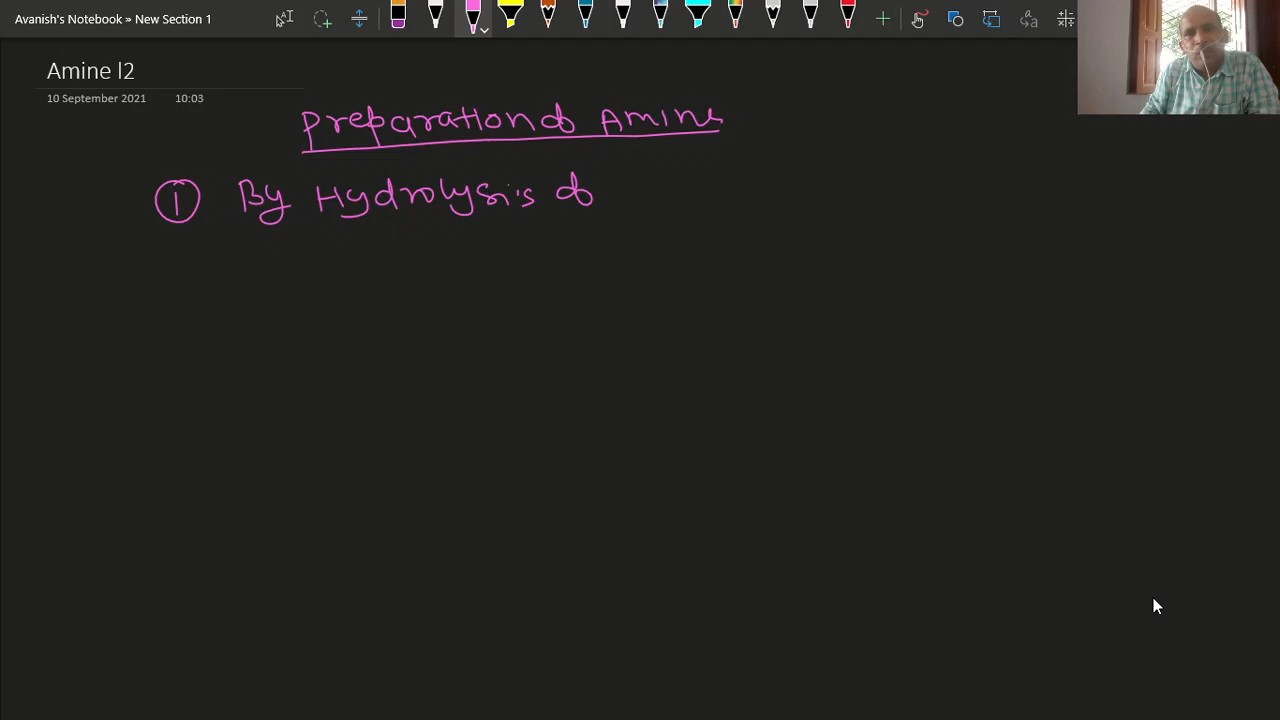 Avanish's Notebook » New Section 1
Amine l2
10 September 2021 10:03
Preparation of Amine
① By Hydrolysis of